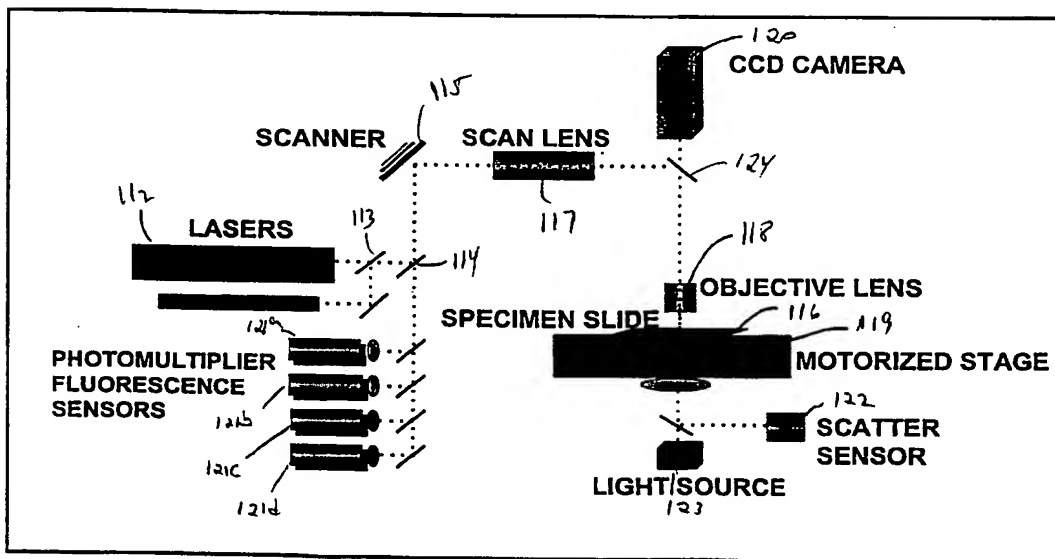 120
CCD CAMERA
115
SCANNER
SCAN LENS
124
117
112
LASERS
113
114
118
OBJECTIVE LENS
SPECIMEN SLIDE
116
119
MOTORIZED STAGE
121a
PHOTOMULTIPLIER
FLUORESCENCE
SENSORS
121b
121c
121d
122
SCATTER
SENSOR
LIGHT SOURCE
123